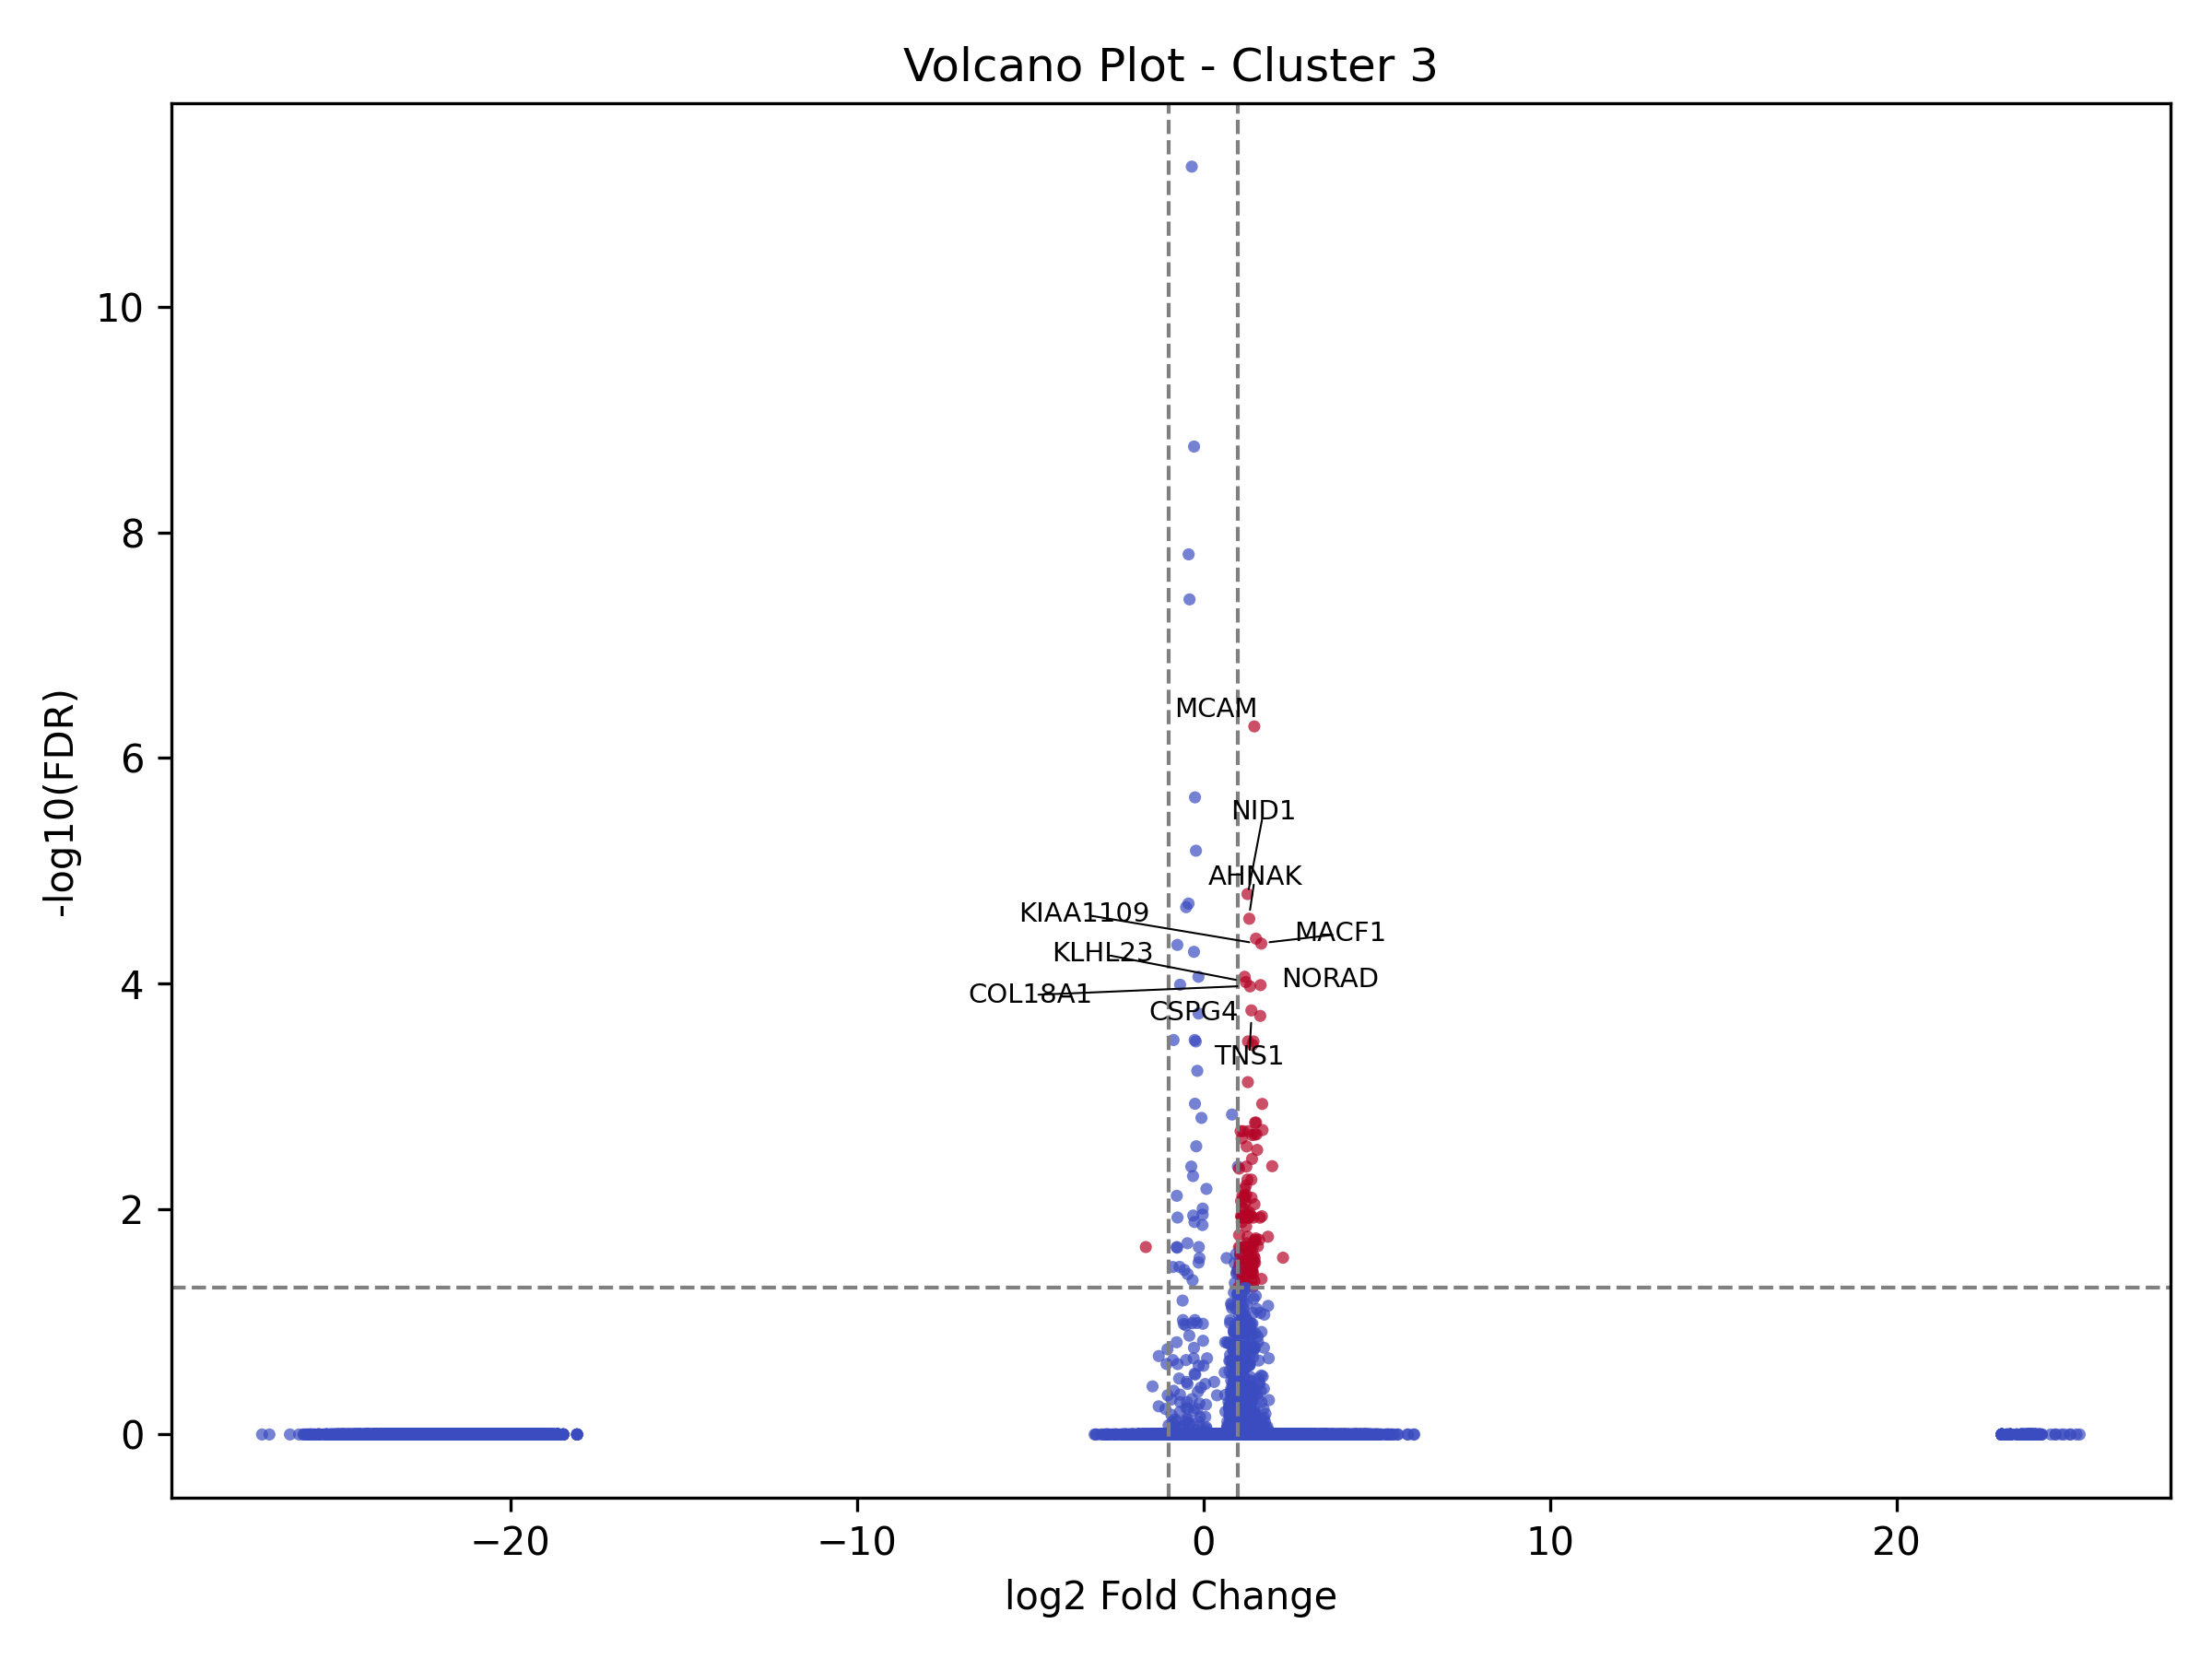 Volcano Plot - Cluster 3
-log10(FDR)
10
8
6
4
2
0
MCAM
NID1
AHNAK
KIAA1109
MACF1
KLHL23
NORAD
COL18A1
CSPG4
TNS1
−20 −10 0 10 20
log2 Fold Change